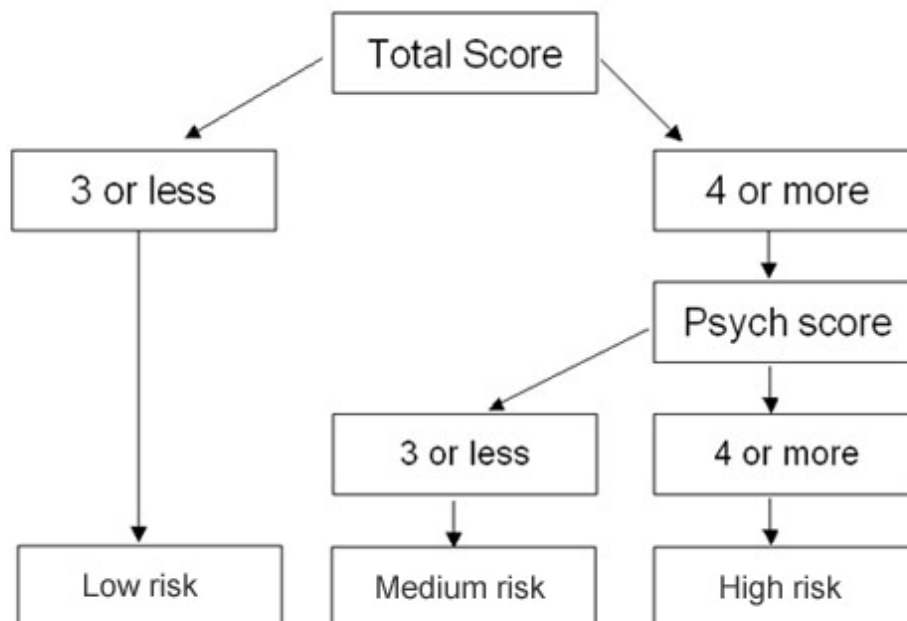 Total Score
3 or less
4 or more
Psych score
3 or less
4 or more
Low risk
Medium risk
High risk